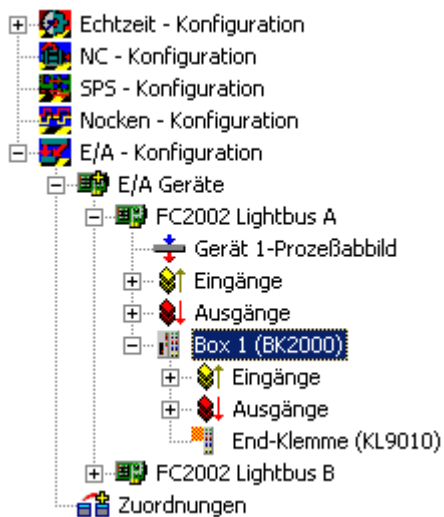 Echtzeit - Konfiguration
NC - Konfiguration
SPS - Konfiguration
Nocken - Konfiguration
E/A - Konfiguration
E/A Geräte
FC2002 Lightbus A
Gerät 1-Prozeßabbild
Eingänge
Ausgänge
Box 1 (BK2000)
Eingänge
Ausgänge
End-Klemme (KL9010)
FC2002 Lightbus B
Zuordnungen